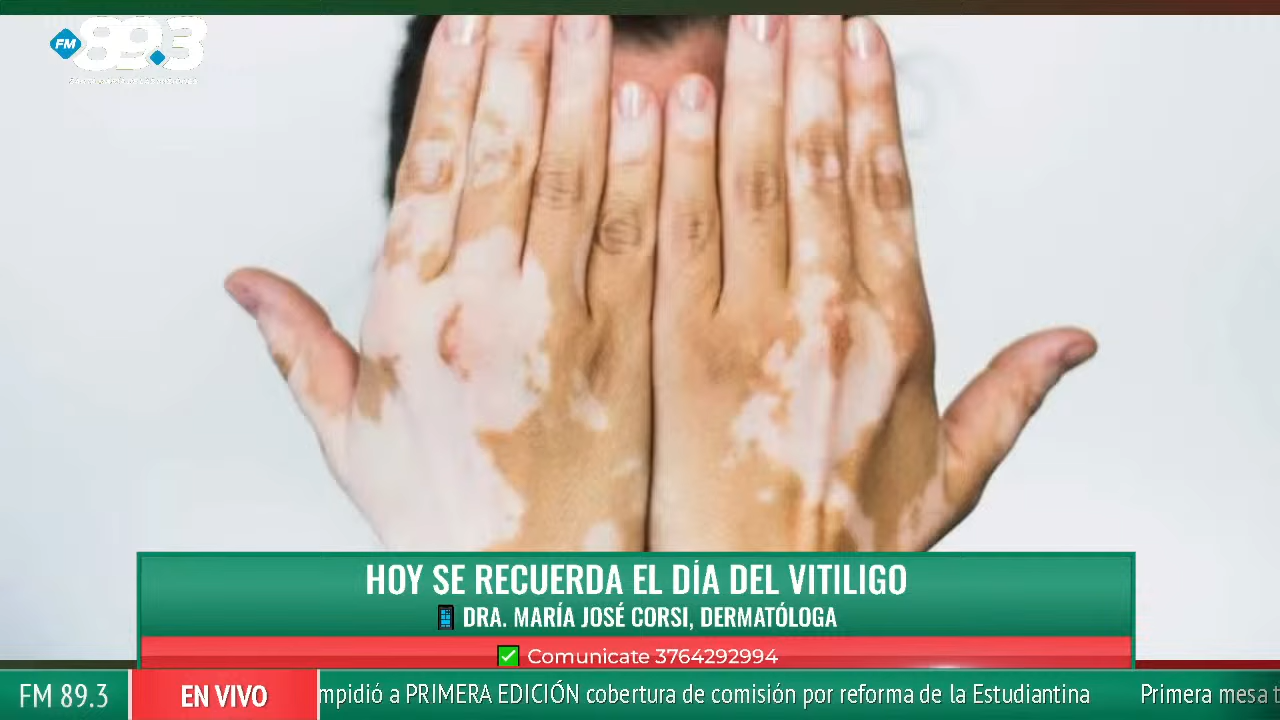 FM 89.3
HOY SE RECUERDA EL DÍA DEL VITILIGO
DRA. MARÍA JOSÉ CORSI, DERMATÓLOGA
Comunicate 3764292994
FM 89.3
EN VIVO
mpidió a PRIMERA EDICIÓN cobertura de comisión por reforma de la Estudiantina
Primera mesa